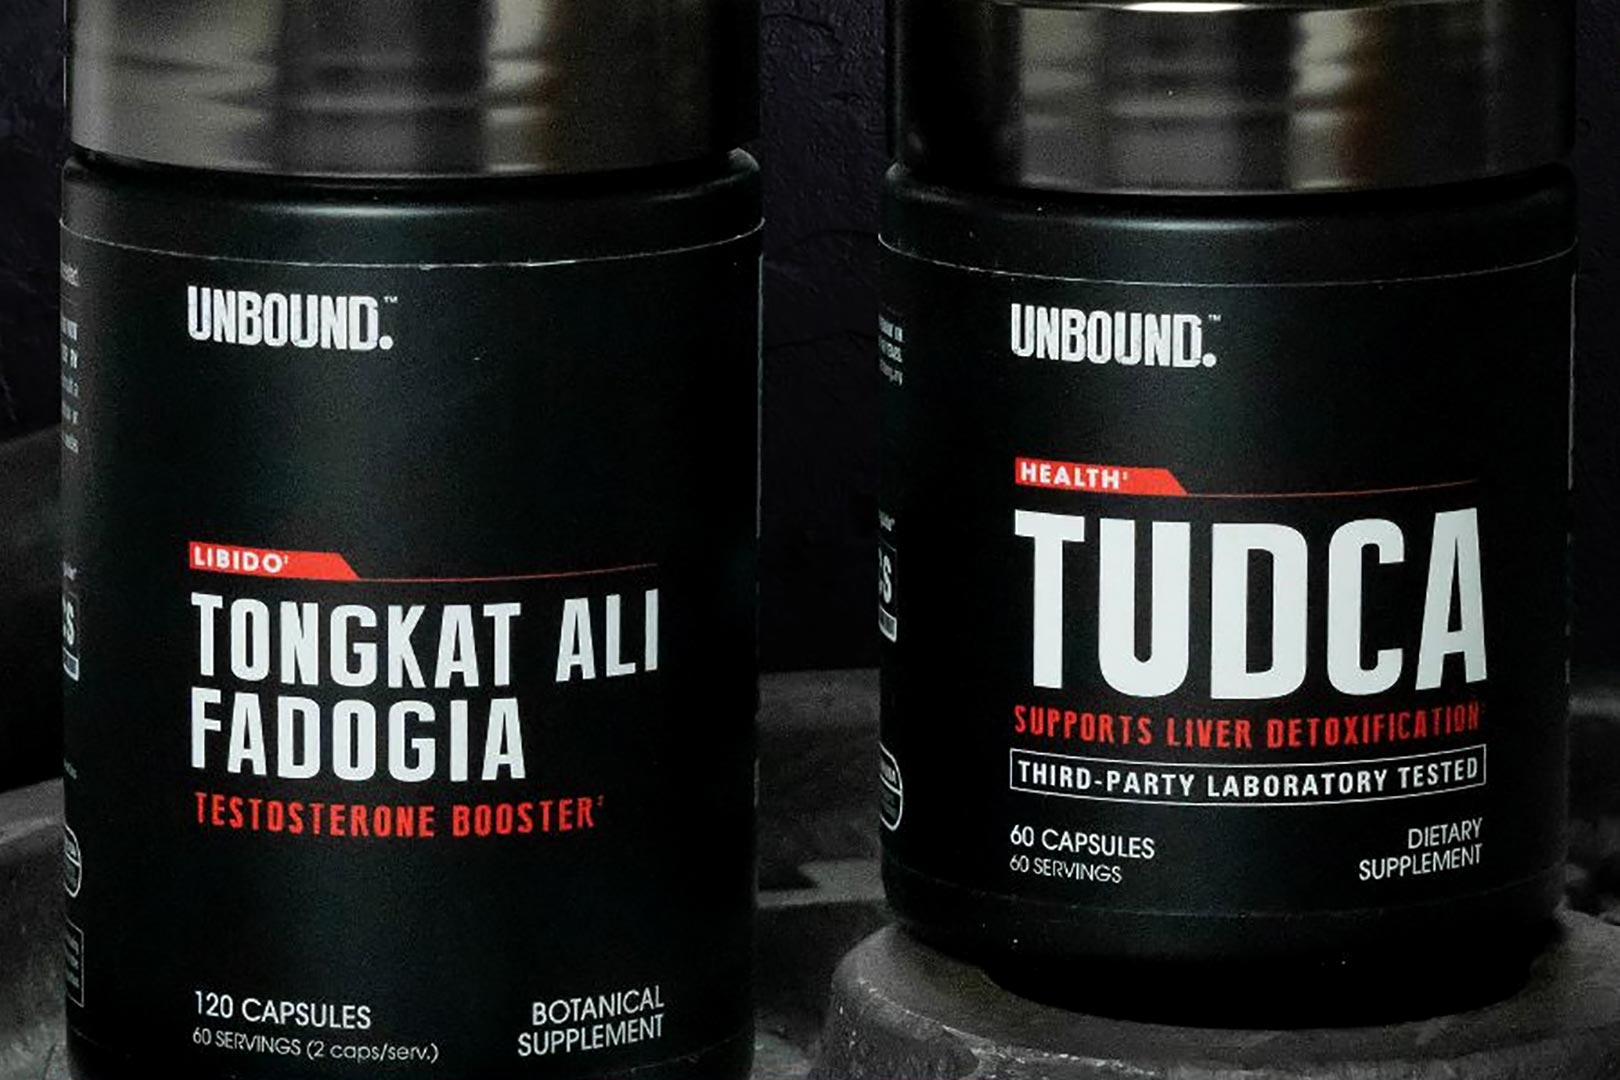 UNBOUND.™
LIBIDO‡
TONGKAT ALI
FADOGIA
TESTOSTERONE BOOSTER‡
120 CAPSULES
60 SERVINGS (2 caps/serv.)
BOTANICAL
SUPPLEMENT
UNBOUND.™
HEALTH‡
TUDCA
SUPPORTS LIVER DETOXIFICATION‡
THIRD-PARTY LABORATORY TESTED
60 CAPSULES
60 SERVINGS
DIETARY
SUPPLEMENT